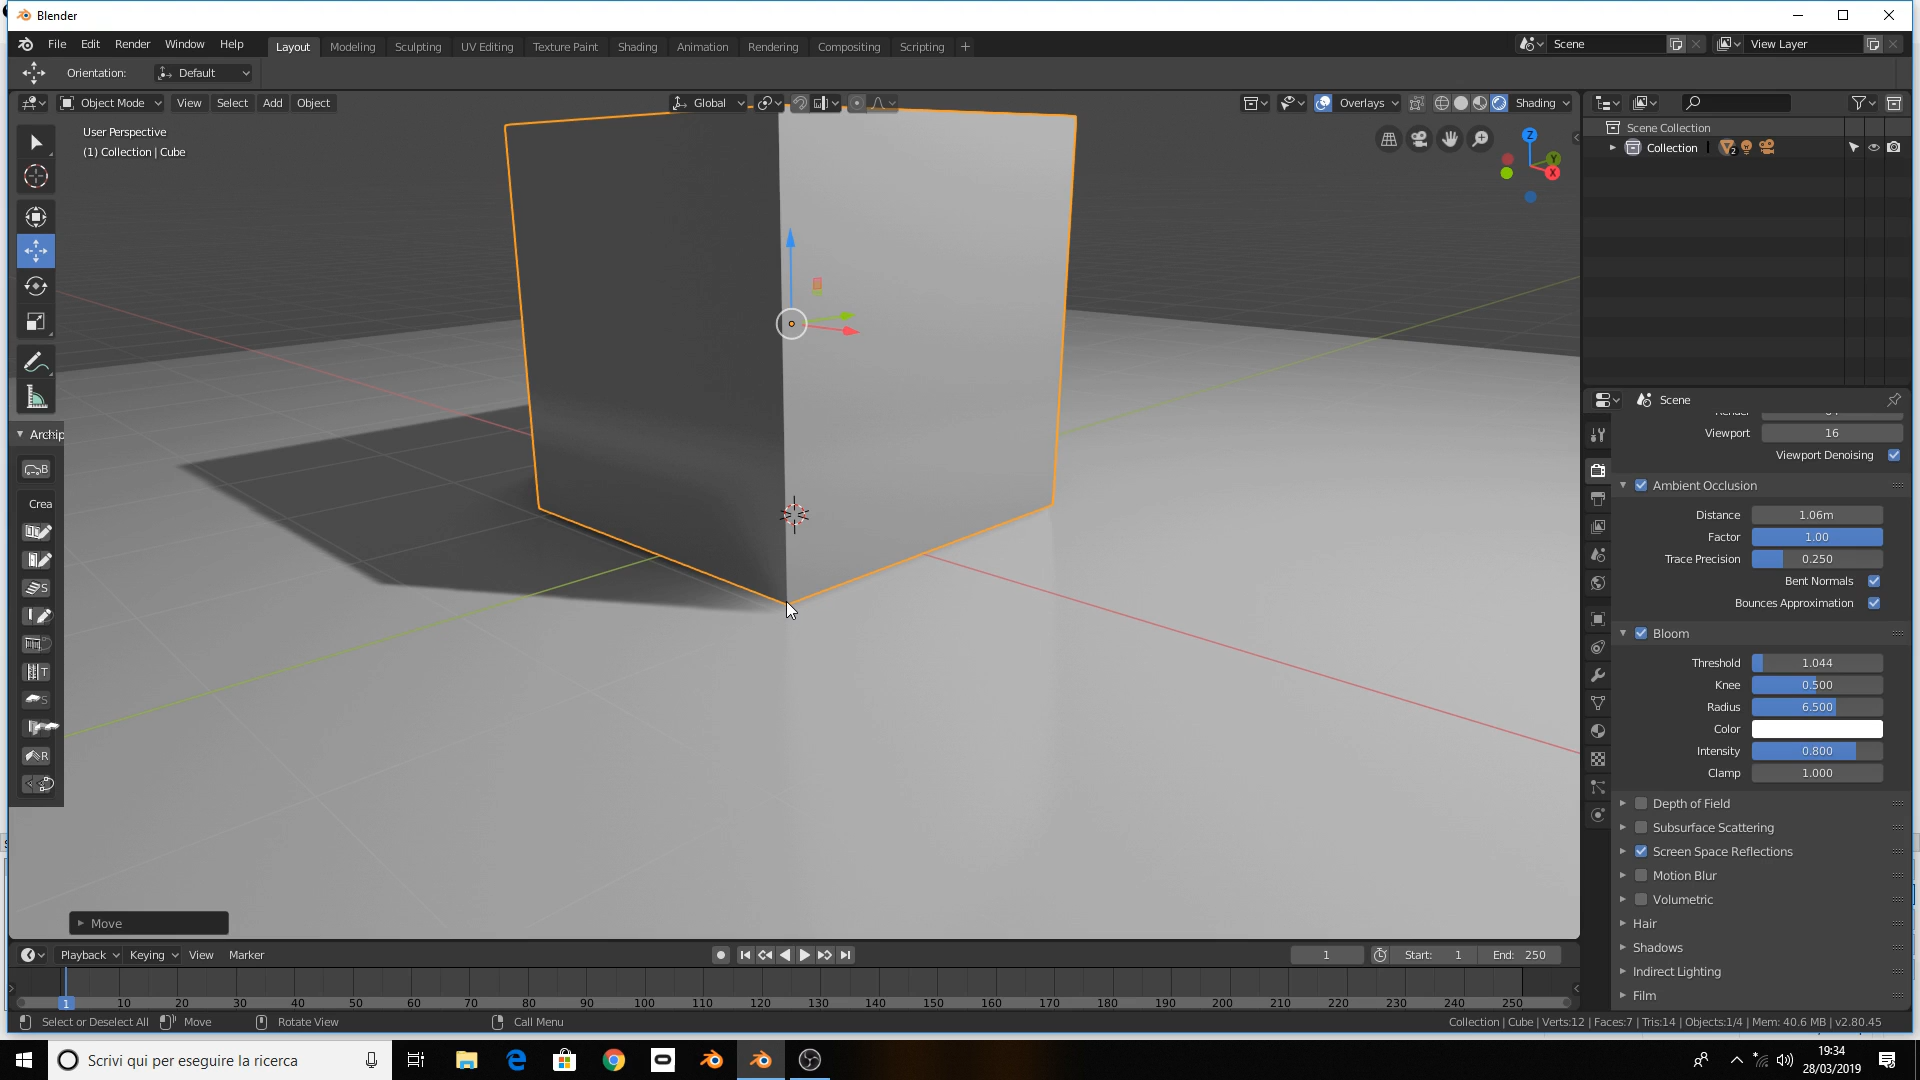 Blender
File Edit Render Window Help Layout Modeling Sculpting UV Editing Texture Paint Shading Animation Rendering Compositing Scripting + Scene View Layer
Orientation: Default
Object Mode View Select Add Object Global Overlays Shading
User Perspective
(1) Collection | Cube
Z
Y
X
Scene Collection
Collection
2
Scene
Viewport 16
Viewport Denoising
Ambient Occlusion
Distance 1.06m
Factor 1.00
Trace Precision 0.250
Bent Normals
Bounces Approximation
Bloom
Threshold 1.044
Knee 0.500
Radius 6.500
Color
Intensity 0.800
Clamp 1.000
Depth of Field
Subsurface Scattering
Screen Space Reflections
Motion Blur
Volumetric
Hair
Shadows
Indirect Lighting
Film
Archip
B
Crea
S
T
S
R
Move
Playback Keying View Marker 1 Start: 1 End: 250
1 10 20 30 40 50 60 70 80 90 100 110 120 130 140 150 160 170 180 190 200 210 220 230 240 250
Select or Deselect All Move Rotate View Call Menu Collection | Cube | Verts:12 | Faces:7 | Tris:14 | Objects:1/4 | Mem: 40.6 MB | v2.80.45
Scrivi qui per eseguire la ricerca
19:34
28/03/2019